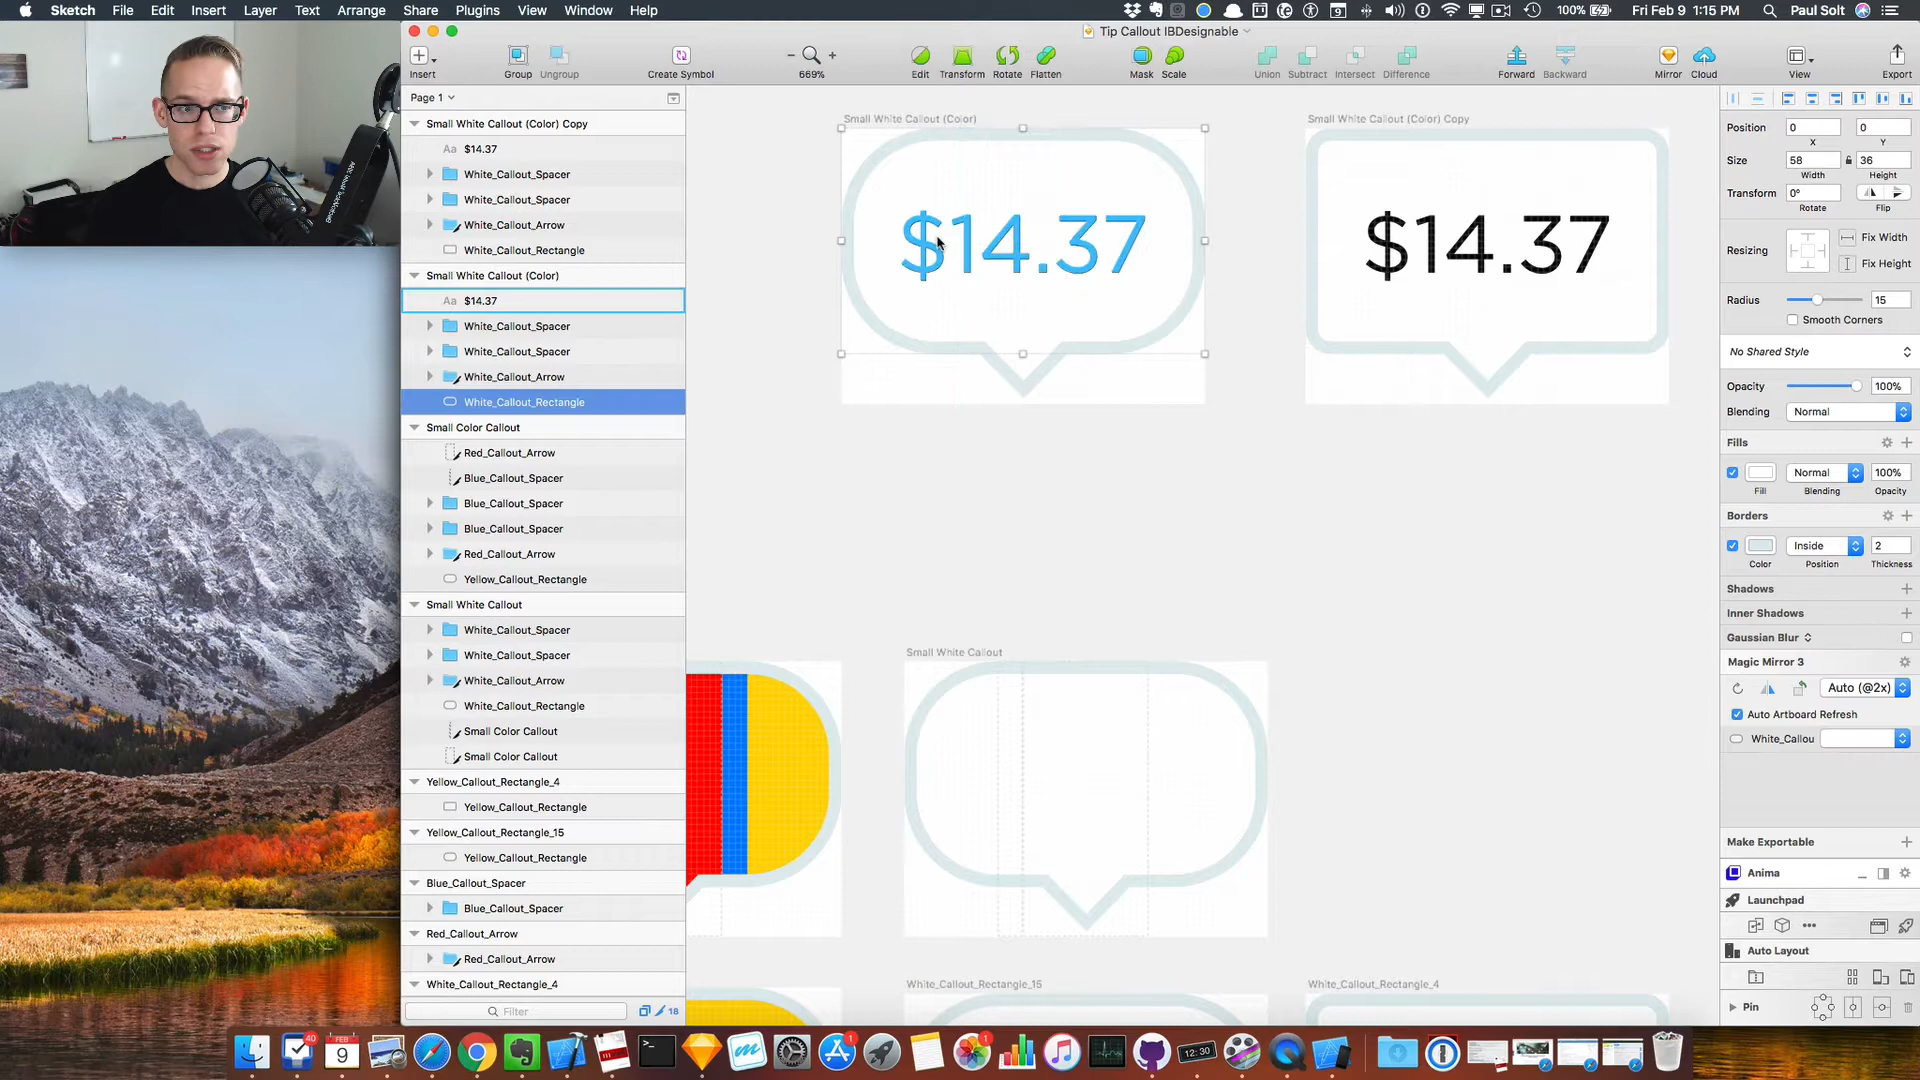 Sketch File Edit Insert Layer Text Arrange Share Plugins View Window Help
100% Fri Feb 9 1:15 PM Paul Solt
Tip Callout IBDesignable
Insert Group Ungroup Create Symbol 669% Edit Transform Rotate Flatten Mask Scale Union Subtract Intersect Difference Forward Backward Mirror Cloud View Export
Page 1
Small White Callout (Color) Copy
Aa $14.37
White_Callout_Spacer
White_Callout_Spacer
White_Callout_Arrow
White_Callout_Rectangle
Small White Callout (Color)
Aa $14.37
White_Callout_Spacer
White_Callout_Spacer
White_Callout_Arrow
White_Callout_Rectangle
Small Color Callout
Red_Callout_Arrow
Blue_Callout_Spacer
Blue_Callout_Spacer
Blue_Callout_Spacer
Red_Callout_Arrow
Yellow_Callout_Rectangle
Small White Callout
White_Callout_Spacer
White_Callout_Spacer
White_Callout_Arrow
White_Callout_Rectangle
Small Color Callout
Small Color Callout
Yellow_Callout_Rectangle_4
Yellow_Callout_Rectangle
Yellow_Callout_Rectangle_15
Yellow_Callout_Rectangle
Blue_Callout_Spacer
Blue_Callout_Spacer
Red_Callout_Arrow
Red_Callout_Arrow
White_Callout_Rectangle_4
Filter 18
Small White Callout (Color)
$14.37
Small White Callout (Color) Copy
$14.37
Small White Callout
White_Callout_Rectangle_15
White_Callout_Rectangle_4
Position 0 0
X Y
Size 58 36
Width Height
Transform 0°
Rotate Flip
Resizing Fix Width
Fix Height
Radius 15
Smooth Corners
No Shared Style
Opacity 100%
Blending Normal
Fills
Normal 100%
Fill Blending Opacity
Borders
Inside 2
Color Position Thickness
Shadows
Inner Shadows
Gaussian Blur
Magic Mirror 3
Auto (@2x)
Auto Artboard Refresh
White_Callou
Make Exportable
Anima
Launchpad
Auto Layout
Pin
40
FEB
9
1
1
12:30